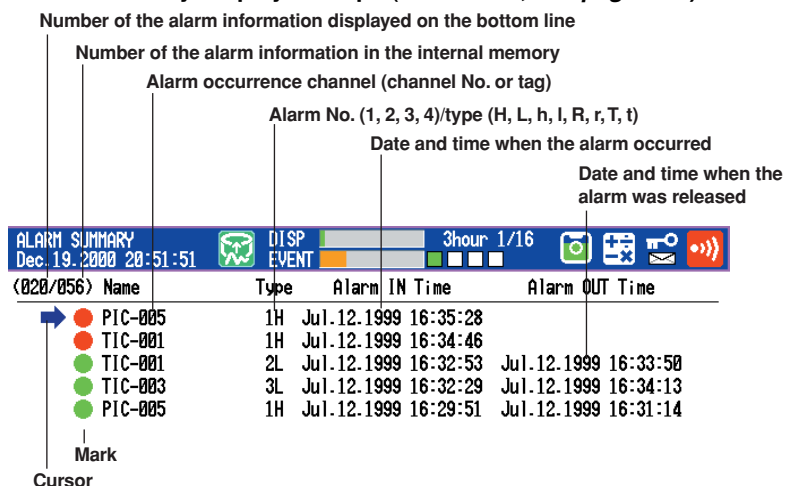 Number of the alarm information displayed on the bottom line
Number of the alarm information in the internal memory
Alarm occurrence channel (channel No. or tag)
Alarm No. (1, 2, 3, 4)/type (H, L, h, l, R, r, T, t)
Date and time when the alarm occurred
Date and time when the
alarm was released
ALARM SUMMARY DISP 3hour 1/16
Dec.19.2000 20:51:51 EVENT
(020/056) Name Type Alarm IN Time Alarm OUT Time
PIC-005 1H Jul.12.1999 16:35:28
TIC-001 1H Jul.12.1999 16:34:46
TIC-001 2L Jul.12.1999 16:32:53 Jul.12.1999 16:33:50
TIC-003 3L Jul.12.1999 16:32:29 Jul.12.1999 16:34:13
PIC-005 1H Jul.12.1999 16:29:51 Jul.12.1999 16:31:14
Mark
Cursor